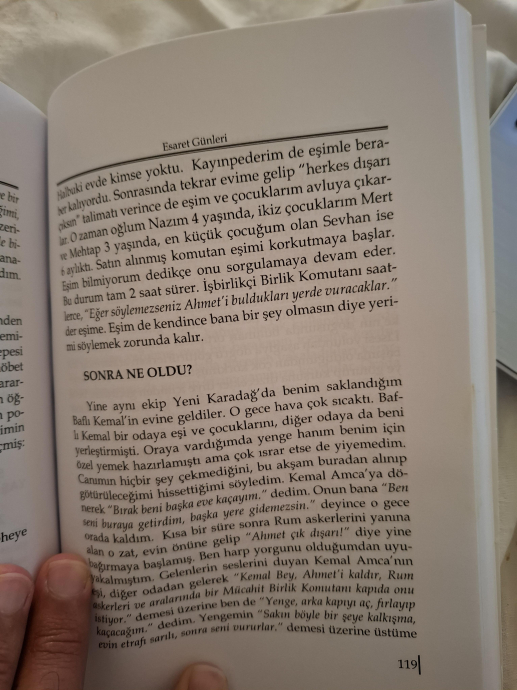 Esaret Günleri
Halbuki evde kimse yoktu. Kayınpederim de eşimle bera-
ber kalıyordu. Sonrasında tekrar evime gelip "herkes dışarı
çıksın" talimatı verince de eşim ve çocuklarım avluya çıkar-
lar. O zaman oğlum Nazım 4 yaşında, ikiz çocuklarım Mert
ve Mehtap 3 yaşında, en küçük çocuğum olan Sevhan ise
6 aylıktı. Satın alınmış komutan eşimi korkutmaya başlar.
Eşim bilmiyorum dedikçe onu sorgulamaya devam eder.
Bu durum tam 2 saat sürer. İşbirlikçi Birlik Komutanı saat-
lerce, "Eğer söylemezseniz Ahmet'i buldukları yerde vuracaklar."
der eşime. Eşim de kendince bana bir şey olmasın diye yeri-
mi söylemek zorunda kalır.
SONRA NE OLDU?
Yine aynı ekip Yeni Karadağ'da benim saklandığım
Baflı Kemal'in evine geldiler. O gece hava çok sıcaktı. Baf-
lı Kemal bir odaya eşi ve çocuklarını, diğer odaya da beni
yerleştirmişti. Oraya vardığımda yenge hanım benim için
özel yemek hazırlamıştı ama çok ısrar etse de yiyemedim.
Canımın hiçbir şey çekmediğini, bu akşam buradan alınıp
götürüleceğimi hissettiğimi söyledim. Kemal Amca'ya dö-
nerek "Bırak beni başka eve kaçayım." dedim. Onun bana "Ben
seni buraya getirdim, başka yere gidemezsin." deyince o gece
orada kaldım. Kısa bir süre sonra Rum askerlerini yanına
alan o zat, evin önüne gelip "Ahmet çık dışarı!" diye yine
bağırmaya başlamış. Ben harp yorgunu olduğumdan uyu-
yakalmıştım. Gelenlerin seslerini duyan Kemal Amca'nın
eşi, diğer odadan gelerek "Kemal Bey, Ahmet'i kaldır, Rum
askerleri ve aralarında bir Mücahit Birlik Komutanı kapıda onu
istiyor." demesi üzerine ben de "Yenge, arka kapıyı aç, fırlayıp
kaçacağım." dedim. Yengemin "Sakın böyle bir şeye kalkışma,
evin etrafı sarılı, sonra seni vururlar." demesi üzerine üstüme
119